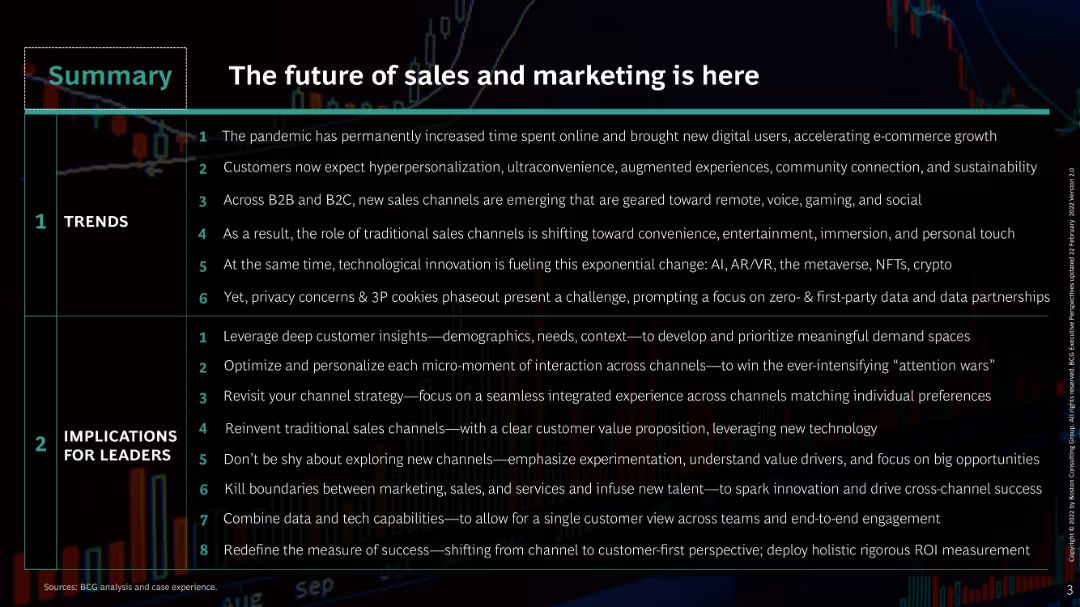 Summary
The future of sales and marketing is here
1 TRENDS
1 The pandemic has permanently increased time spent online and brought new digital users, accelerating e-commerce growth
2 Customers now expect hyperpersonalization, ultraconvenience, augmented experiences, community connection, and sustainability
3 Across B2B and B2C, new sales channels are emerging that are geared toward remote, voice, gaming, and social
4 As a result, the role of traditional sales channels is shifting toward convenience, entertainment, immersion, and personal touch
5 At the same time, technological innovation is fueling this exponential change: AI, AR/VR, the metaverse, NFTs, crypto
6 Yet, privacy concerns & 3P cookies phaseout present a challenge, prompting a focus on zero- & first-party data and data partnerships
2 IMPLICATIONS
FOR LEADERS
1 Leverage deep customer insights—demographics, needs, context—to develop and prioritize meaningful demand spaces
2 Optimize and personalize each micro-moment of interaction across channels—to win the ever-intensifying “attention wars”
3 Revisit your channel strategy—focus on a seamless integrated experience across channels matching individual preferences
4 Reinvent traditional sales channels—with a clear customer value proposition, leveraging new technology
5 Don’t be shy about exploring new channels—emphasize experimentation, understand value drivers, and focus on big opportunities
6 Kill boundaries between marketing, sales, and services and infuse new talent—to spark innovation and drive cross-channel success
7 Combine data and tech capabilities—to allow for a single customer view across teams and end-to-end engagement
8 Redefine the measure of success—shifting from channel to customer-first perspective; deploy holistic rigorous ROI measurement
Sources: BCG analysis and case experience.
Aug Sep Oct
Copyright © 2022 by Boston Consulting Group. All rights reserved. BCG Executive Perspectives updated 22 February 2022 Version 2.0
3